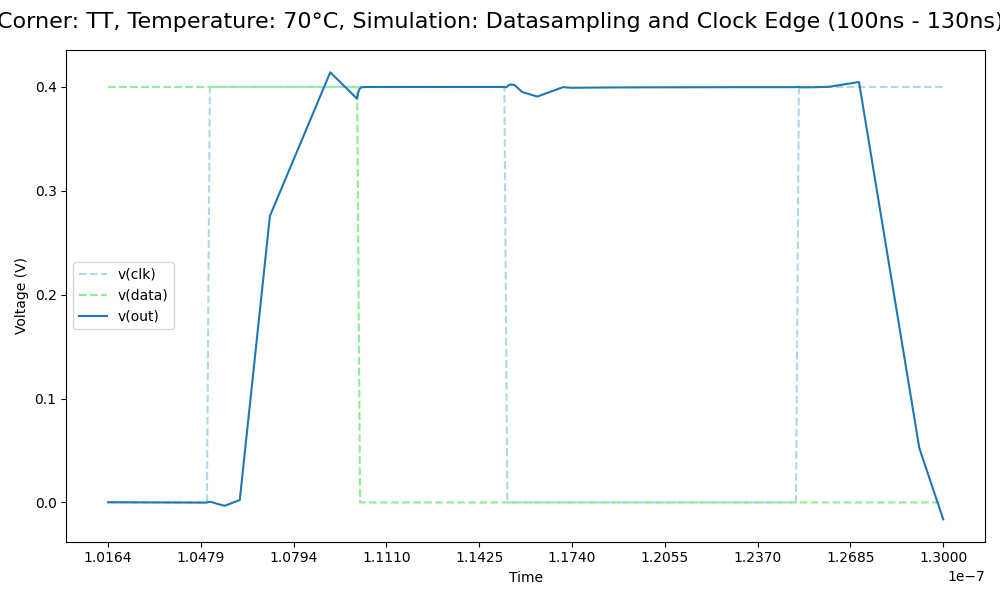 Corner: TT, Temperature: 70°C, Simulation: Datasampling and Clock Edge (100ns - 130ns)
0.4
0.3
0.2
0.1
0.0
Voltage (V)
v(clk)
v(data)
v(out)
1.0164 1.0479 1.0794 1.1110 1.1425 1.1740 1.2055 1.2370 1.2685 1.3000
1e−7
Time